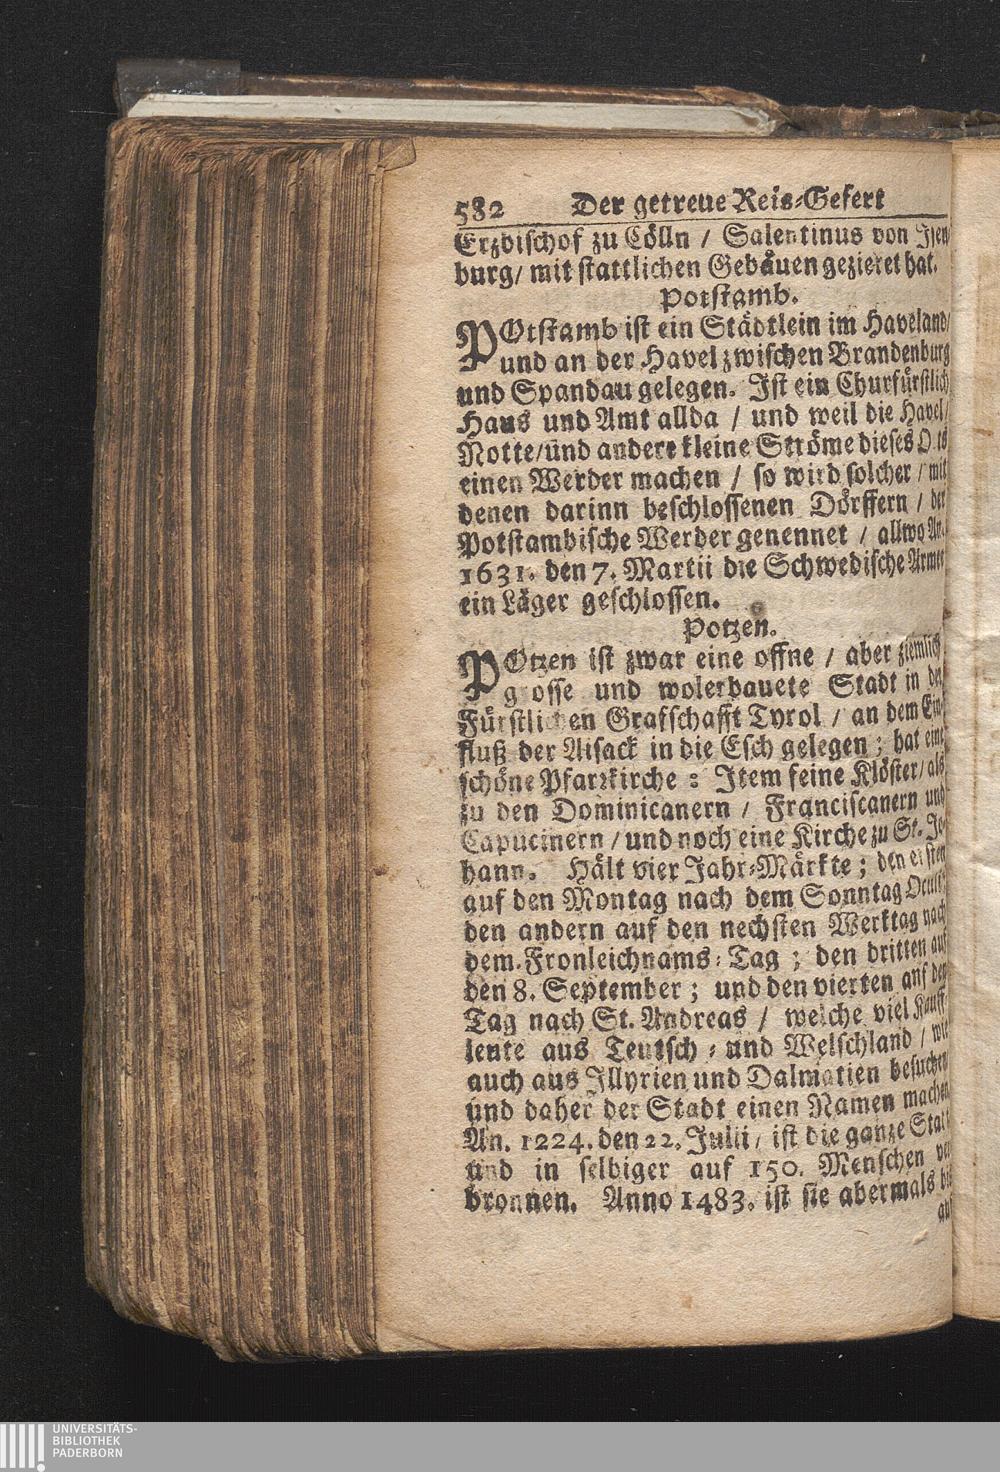 582 Der getreue Reis-Gefert
Erzbischof zu Cölln / Salentinus von Isen
burg / mit stattlichen Gebäuen gezieret hat.
Potstamb.
POtstamb ist ein Städtlein im Haveland /
und an der Havel zwischen Brandenburg
und Spandau gelegen. Ist ein Churfürstlich
Haus und Amt allda / und weil die Havel /
Notte / und andere kleine Ströme dieses Orts
einen Werder machen / so wird solcher / mit
denen darinn beschlossenen Dörffern / der
Potstambische Werder genennet / allwo An.
1631. den 7. Martii die Schwedische Armee
ein Läger geschlossen.
Potzen.
POtzen ist zwar eine offne / aber ziemlich
grosse und wolerbauete Stadt in der
Fürstlichen Grafschafft Tyrol / an dem Ein-
fluß der Aisack in die Esch gelegen ; hat eine
schöne Pfarrkirche : Item feine Klöster / als
zu den Dominicanern / Franciscanern und
Capucinern / und noch eine Kirche zu St. Jo-
hann. Hält vier Jahr-Märkte ; den ersten
auf den Montag nach dem Sonntag Oculi
den andern auf den nechsten Werktag nach
dem Fronleichnams-Tag ; den dritten auf
den 8. September ; und den vierten auf den
Tag nach St. Andreas / welche viel Kauff-
leute aus Teutsch- und Welschland / wie
auch aus Illyrien und Dalmatien besuchen
und daher der Stadt einen Namen machen
An. 1224. den 22. Julii / ist die ganze Stadt
und in selbiger auf 150. Menschen ver
bronnen. Anno 1483. ist sie abermals bis
auf
UNIVERSITÄTS-
BIBLIOTHEK
PADERBORN